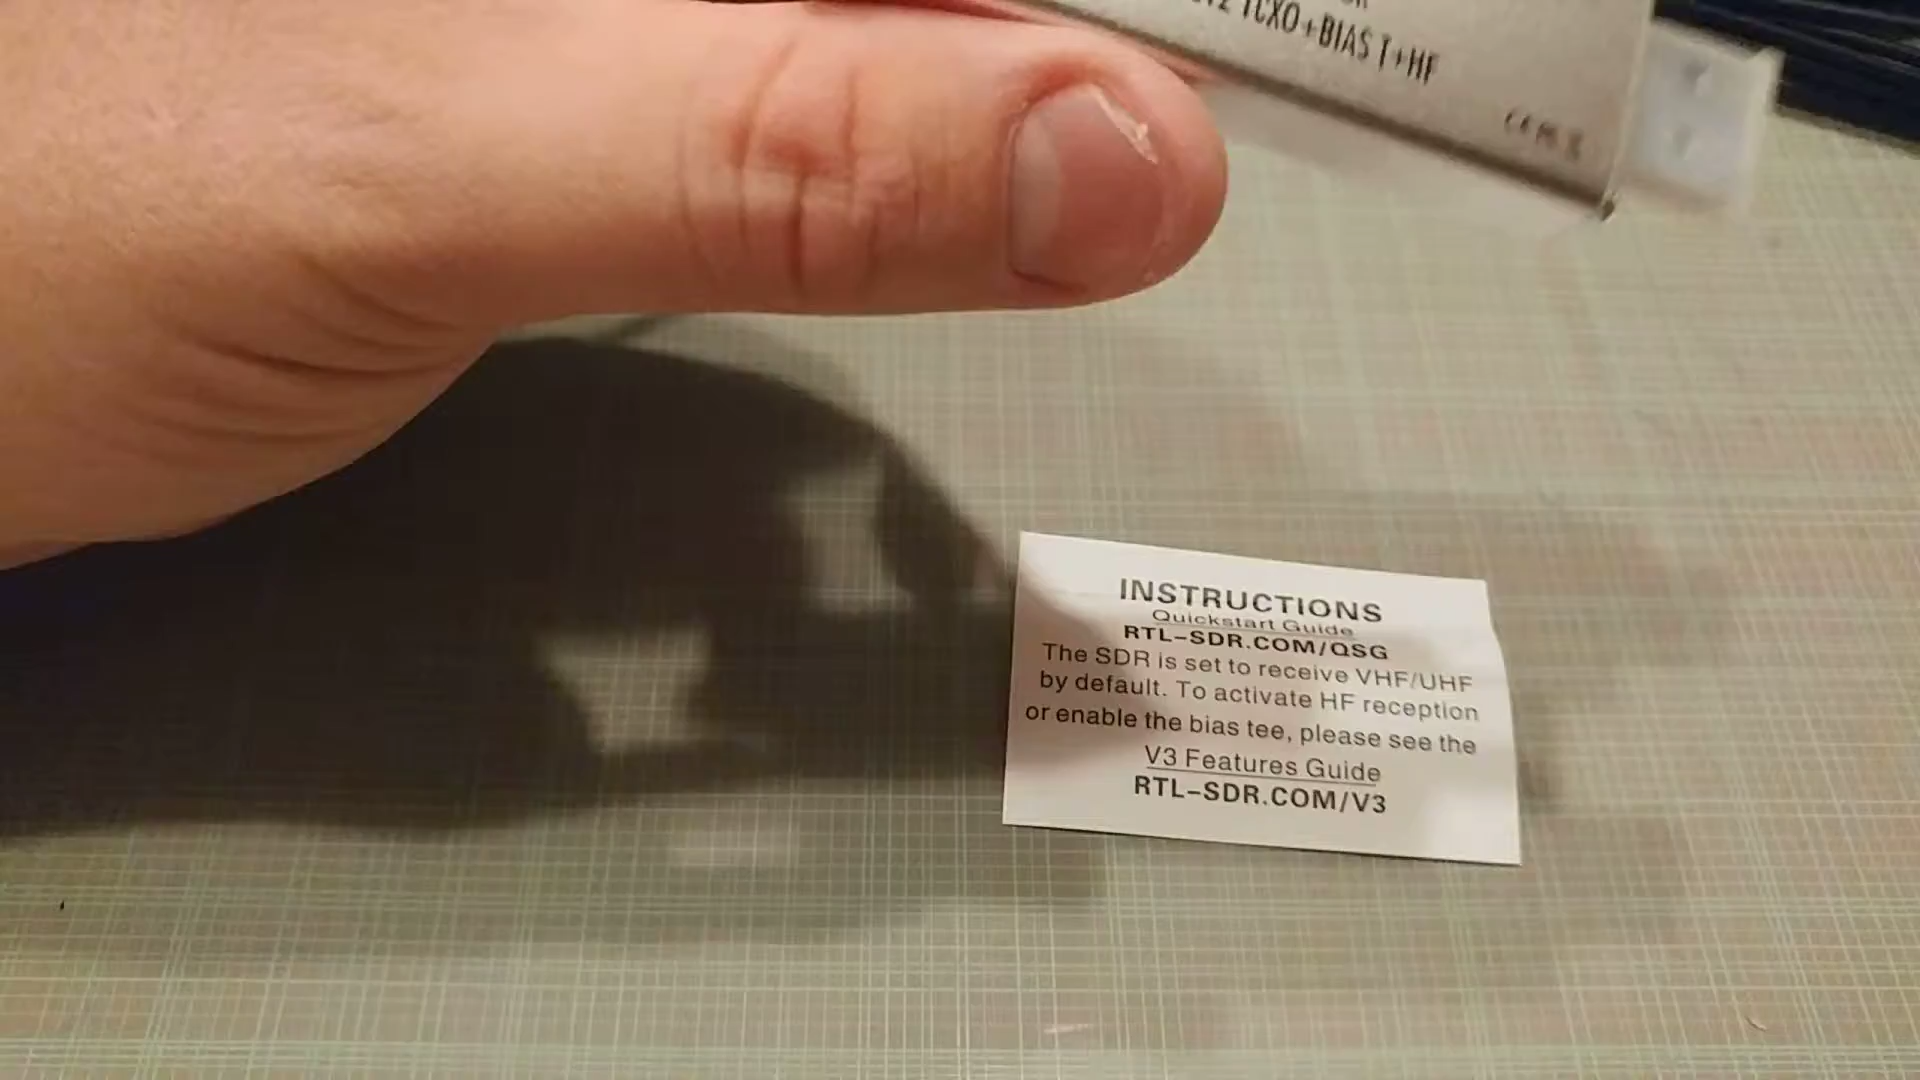 TCXO+BIAS T+HF
INSTRUCTIONS
Quickstart Guide
RTL-SDR.COM/QSG
The SDR is set to receive VHF/UHF
by default. To activate HF reception
or enable the bias tee, please see the
V3 Features Guide
RTL-SDR.COM/V3